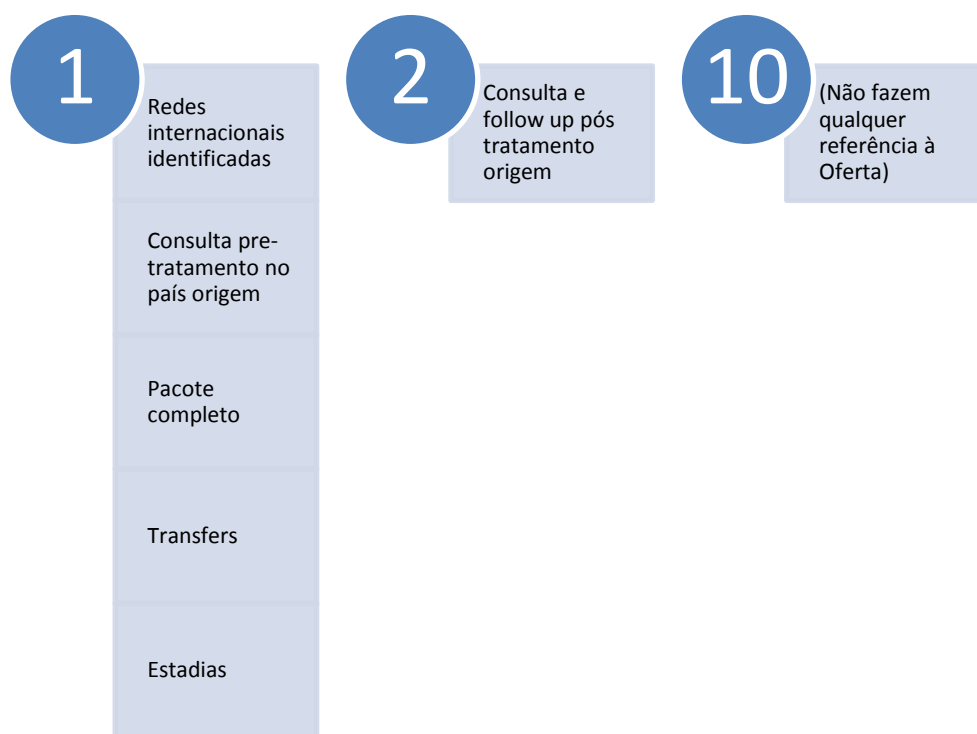 1
Redes
internacionais
identificadas
Consulta pre-
tratamento no
país origem
Pacote
completo
Transfers
Estadias
2
Consulta e
follow up pós
tratamento
origem
10
(Não fazem
qualquer
referência à
Oferta)